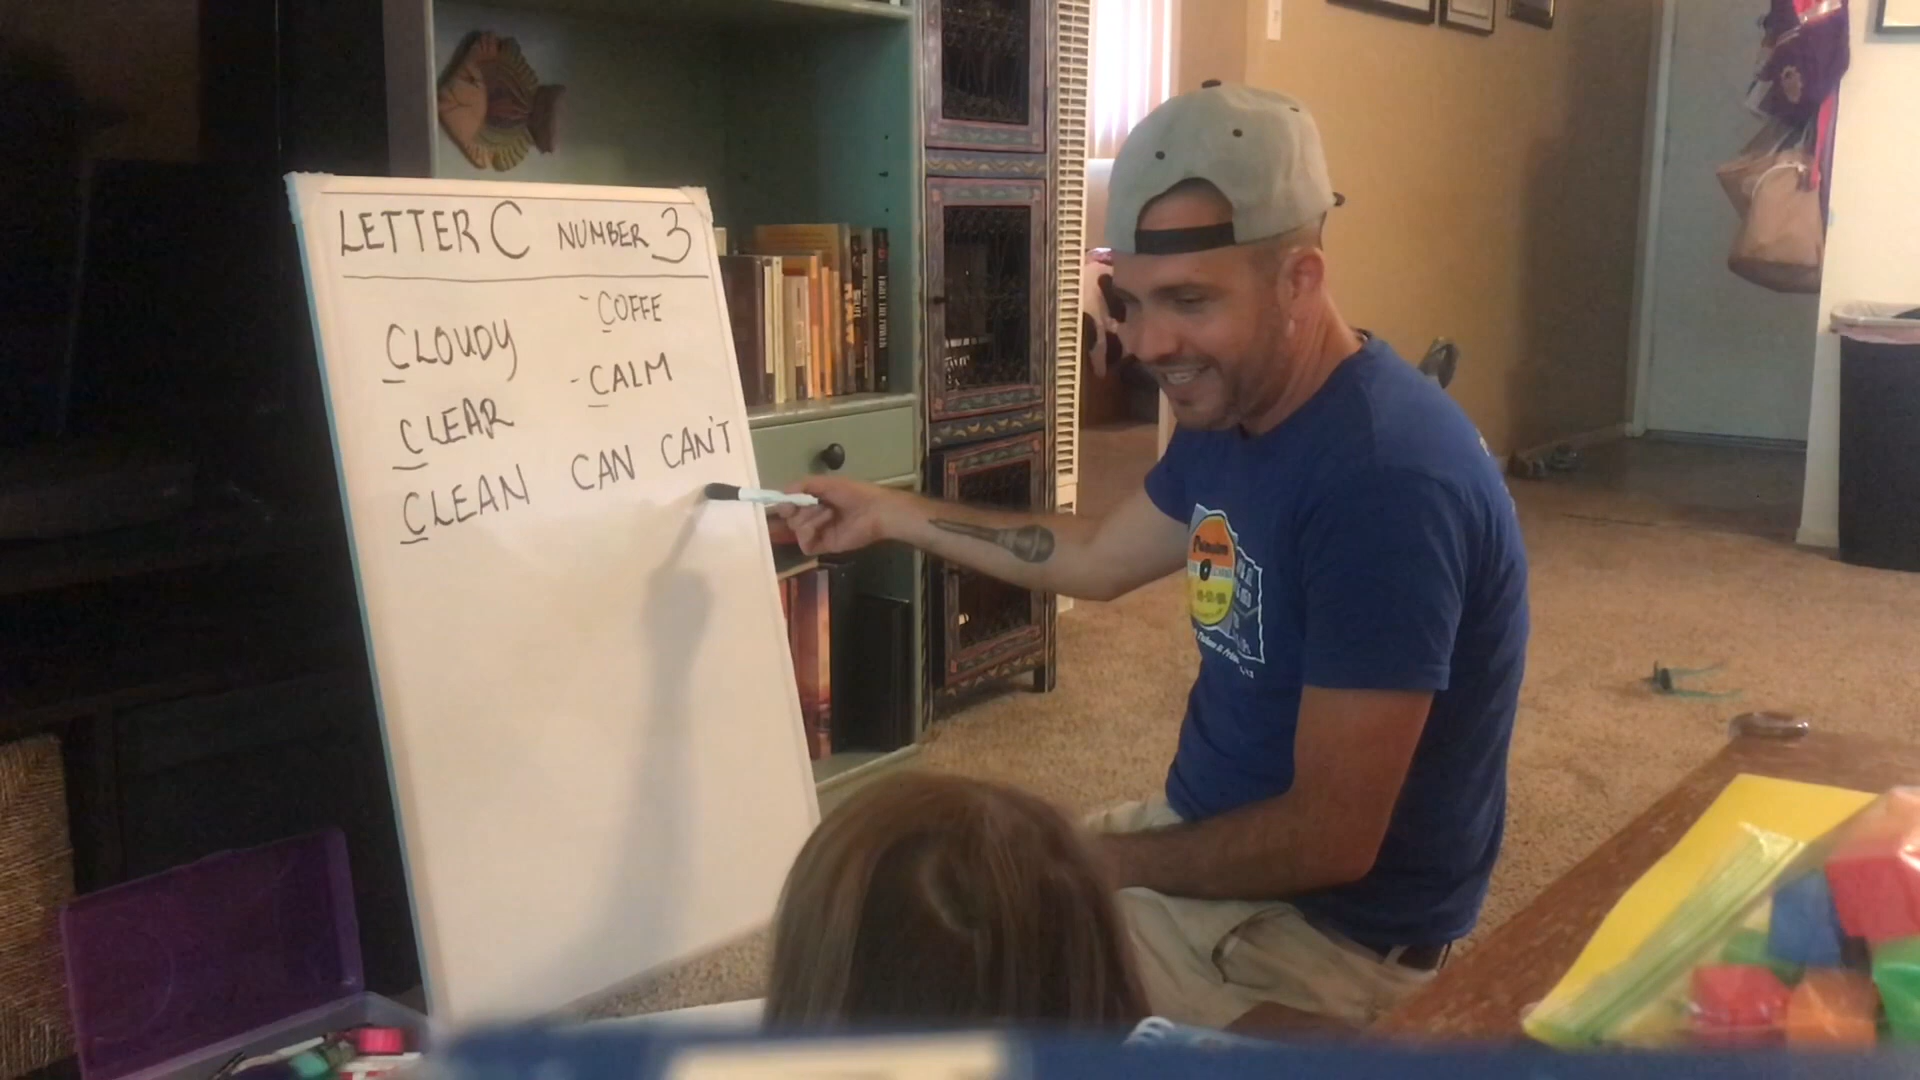 LETTER C NUMBER 3
CLOUDY
CLEAR
CLEAN
- COFFE
- CALM
CAN CAN'T